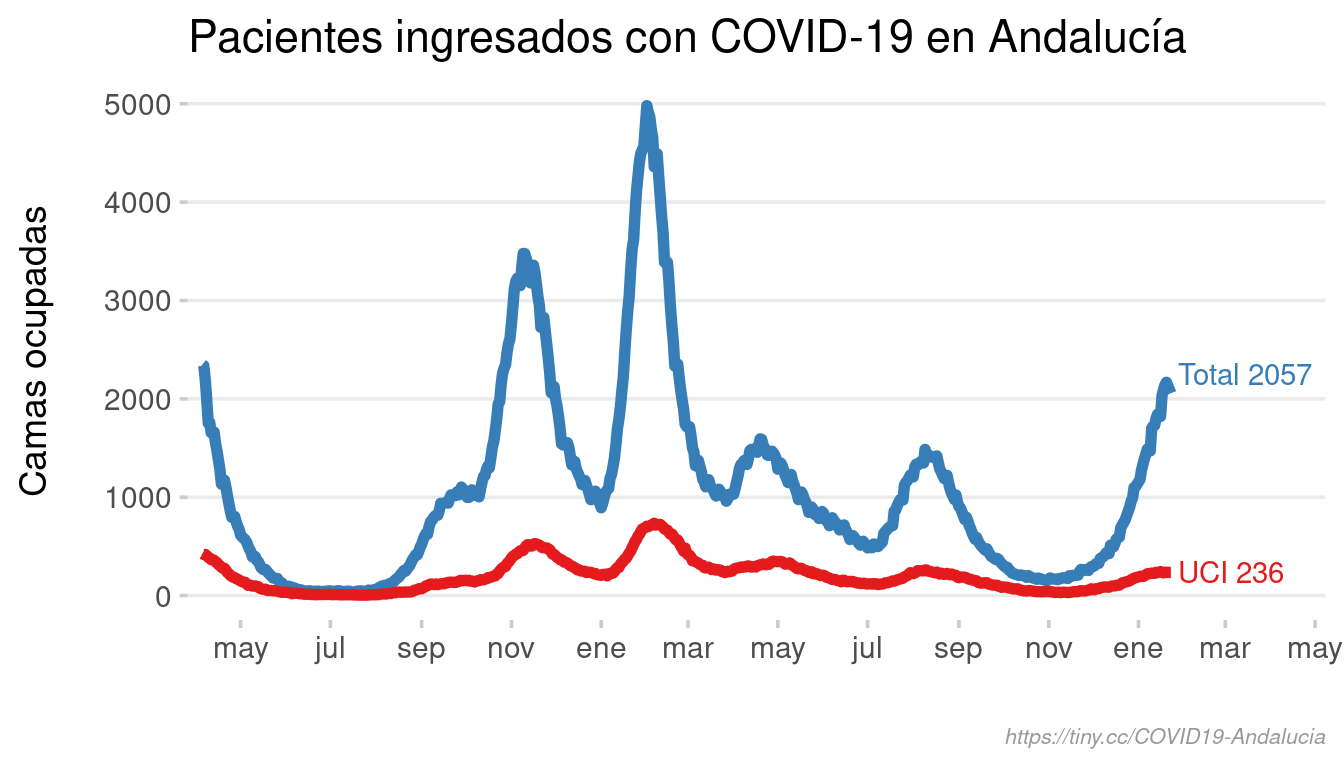 Pacientes ingresados con COVID-19 en Andalucía
Camas ocupadas
5000
4000
3000
2000
1000
0
Total 2057
UCI 236
may jul sep nov ene mar may jul sep nov ene mar may
https://tiny.cc/COVID19-Andalucia